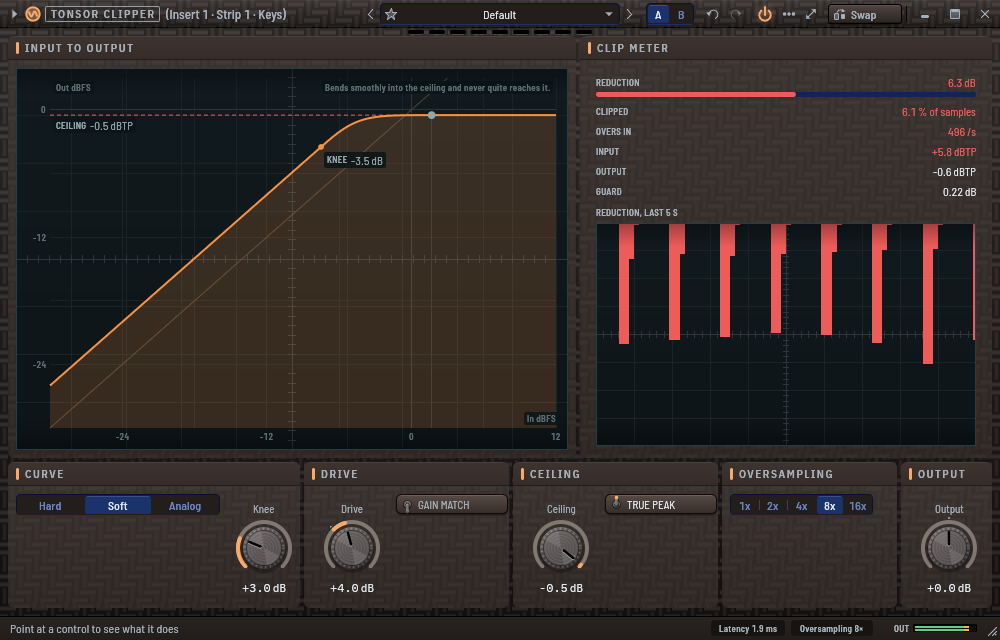 TONSOR CLIPPER (Insert 1 · Strip 1 · Keys)
Default
A B
Swap
INPUT TO OUTPUT
Out dBFS
Bends smoothly into the ceiling and never quite reaches it.
0
CEILING -0.5 dBTP
KNEE -3.5 dB
-12
-24
In dBFS
-24 -12 0 12
CLIP METER
REDUCTION 6.3 dB
CLIPPED 6.1 % of samples
OVERS IN 496 /s
INPUT +5.8 dBTP
OUTPUT -0.6 dBTP
GUARD 0.22 dB
REDUCTION, LAST 5 S
CURVE
Hard Soft Analog
Knee
+3.0 dB
DRIVE
GAIN MATCH
Drive
+4.0 dB
CEILING
TRUE PEAK
Ceiling
-0.5 dB
OVERSAMPLING
1x 2x 4x 8x 16x
OUTPUT
Output
+0.0 dB
Point at a control to see what it does
Latency 1.9 ms
Oversampling 8×
OUT